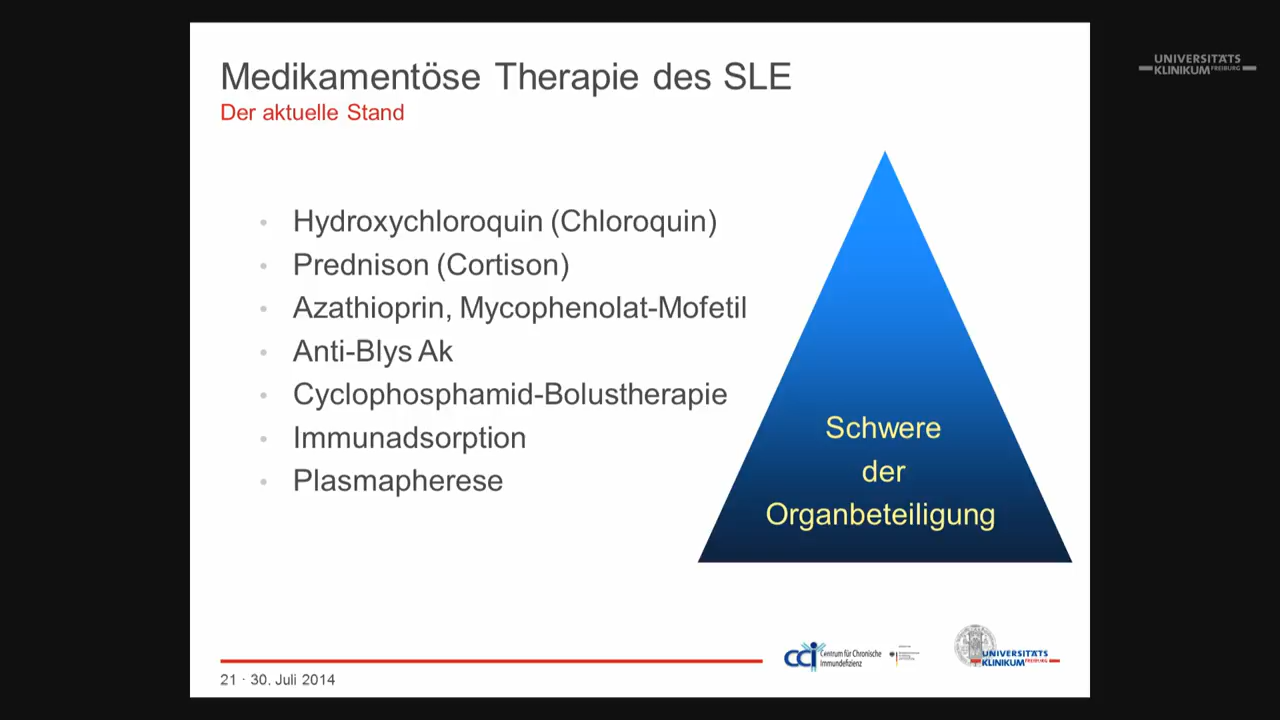 Medikamentöse Therapie des SLE
Der aktuelle Stand
UNIVERSITÄTS
KLINIKUM FREIBURG
Hydroxychloroquin (Chloroquin)
Prednison (Cortison)
Azathioprin, Mycophenolat-Mofetil
Anti-Blys Ak
Cyclophosphamid-Bolustherapie
Immunadsorption
Plasmapherese
Schwere
der
Organbeteiligung
cci Centrum für Chronische
Immundefizienz
UNIVERSITÄTS
KLINIKUM FREIBURG
21 · 30. Juli 2014